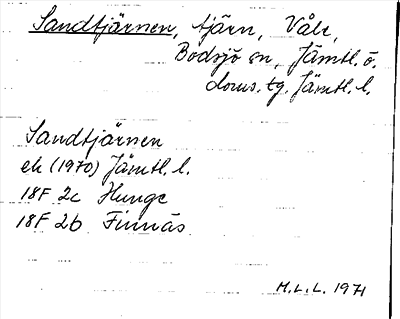 Sandtjärnen, tjärn, Våle,
Bodsjö sn, Jämtl. ö.
doms. tg. Jämtl. l.
Sandtjärnen
ek (1970) Jämtl. l.
18F 2c Hunge
18F 2b Finnäs
M.L.L. 1971